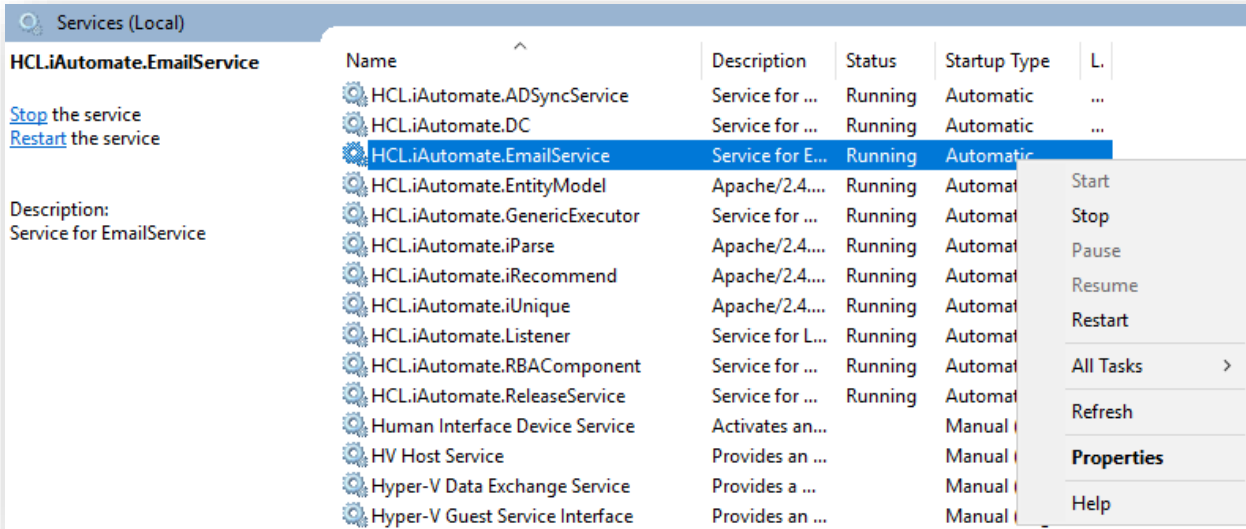 Services (Local)
HCL.iAutomate.EmailService
Stop the service
Restart the service
Description:
Service for EmailService
Name Description Status Startup Type L.
HCL.iAutomate.ADSyncService Service for ... Running Automatic ...
HCL.iAutomate.DC Service for ... Running Automatic ...
HCL.iAutomate.EmailService Service for E... Running Automatic
HCL.iAutomate.EntityModel Apache/2.4.... Running Automat
HCL.iAutomate.GenericExecutor Service for ... Running Automat
HCL.iAutomate.iParse Apache/2.4.... Running Automat
HCL.iAutomate.iRecommend Apache/2.4.... Running Automat
HCL.iAutomate.iUnique Apache/2.4.... Running Automat
HCL.iAutomate.Listener Service for L... Running Automat
HCL.iAutomate.RBAComponent Service for ... Running Automat
HCL.iAutomate.ReleaseService Service for ... Running Automat
Human Interface Device Service Activates an... Manual (
HV Host Service Provides an ... Manual (
Hyper-V Data Exchange Service Provides a ... Manual (
Hyper-V Guest Service Interface Provides an ... Manual (
Start
Stop
Pause
Resume
Restart
All Tasks >
Refresh
Properties
Help